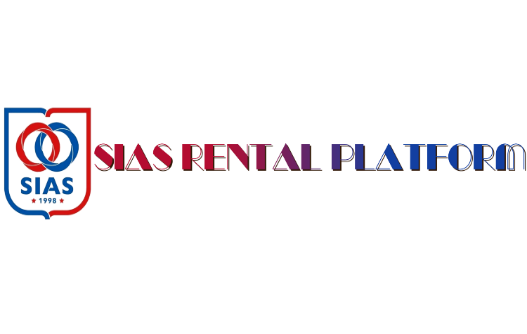 SIAS
★ 1998 ★
SIAS RENTAL PLATFORM